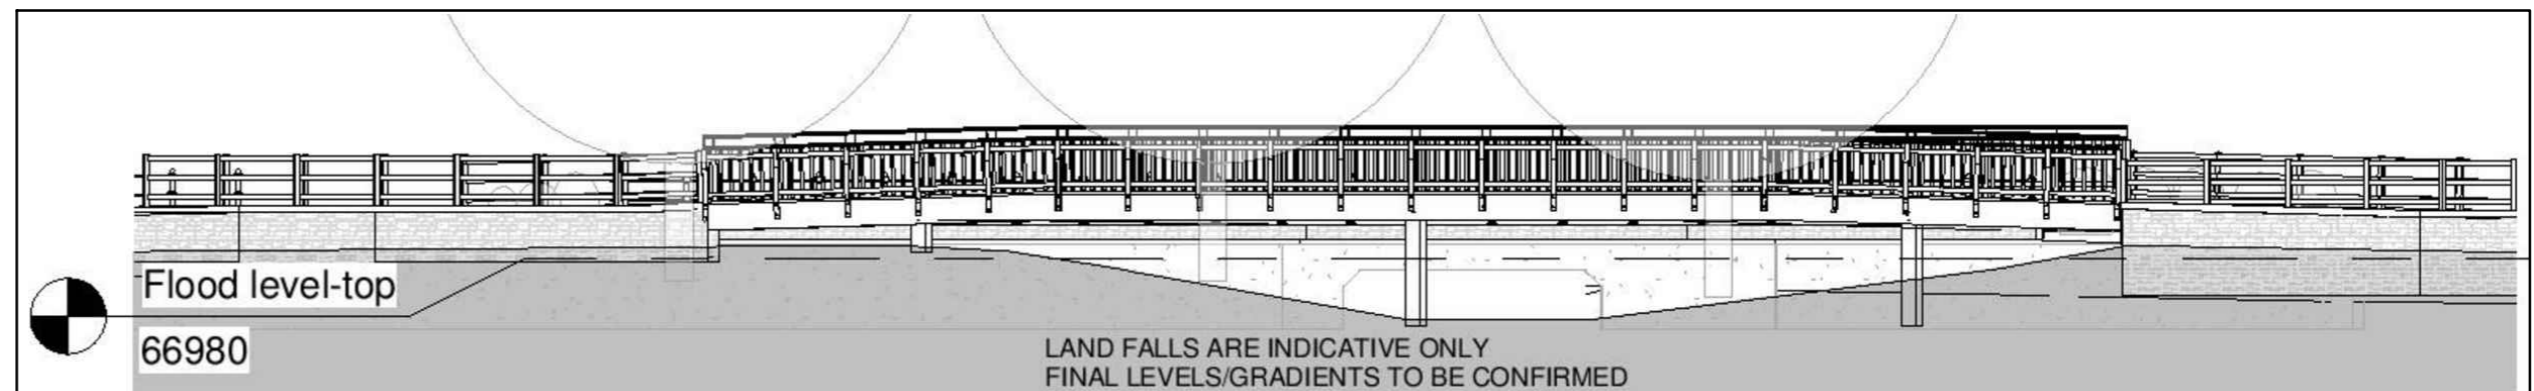 Flood level-top
66980
LAND FALLS ARE INDICATIVE ONLY
FINAL LEVELS/GRADIENTS TO BE CONFIRMED